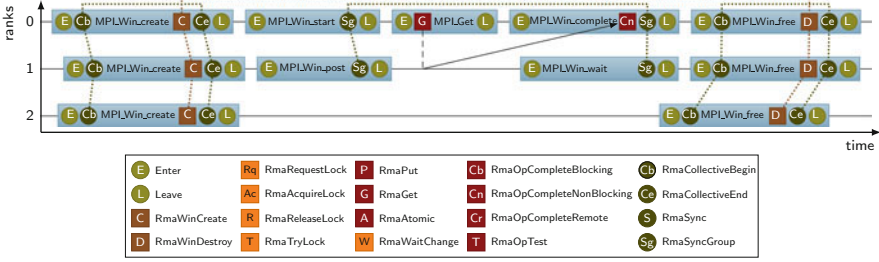 ranks
0 E Cb MPI_Win_create C Ce L E MPI_Win_start Sg L E G MPI_Get L E MPI_Win_complete Cn Sg L E Cb MPI_Win_free D Ce L
1 E Cb MPI_Win_create C Ce L E MPI_Win_post Sg L E MPI_Win_wait Sg L E Cb MPI_Win_free D Ce L
2 E Cb MPI_Win_create C Ce L E Cb MPI_Win_free D Ce L
time
E Enter Rq RmaRequestLock P RmaPut Cb RmaOpCompleteBlocking Cb RmaCollectiveBegin
L Leave Ac RmaAcquireLock G RmaGet Cn RmaOpCompleteNonBlocking Ce RmaCollectiveEnd
C RmaWinCreate R RmaReleaseLock A RmaAtomic Cr RmaOpCompleteRemote S RmaSync
D RmaWinDestroy T RmaTryLock W RmaWaitChange T RmaOpTest Sg RmaSyncGroup